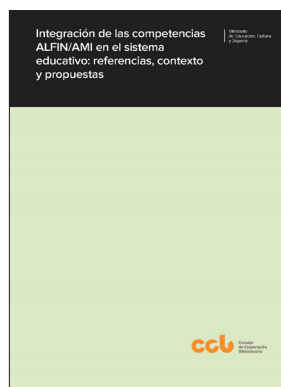 Integración de las competencias
ALFIN/AMI en el sistema
educativo: referencias, contexto
y propuestas
Ministerio
de Educación, Cultura
y Deporte
ccb
Consejo
de Cooperación
Bibliotecaria